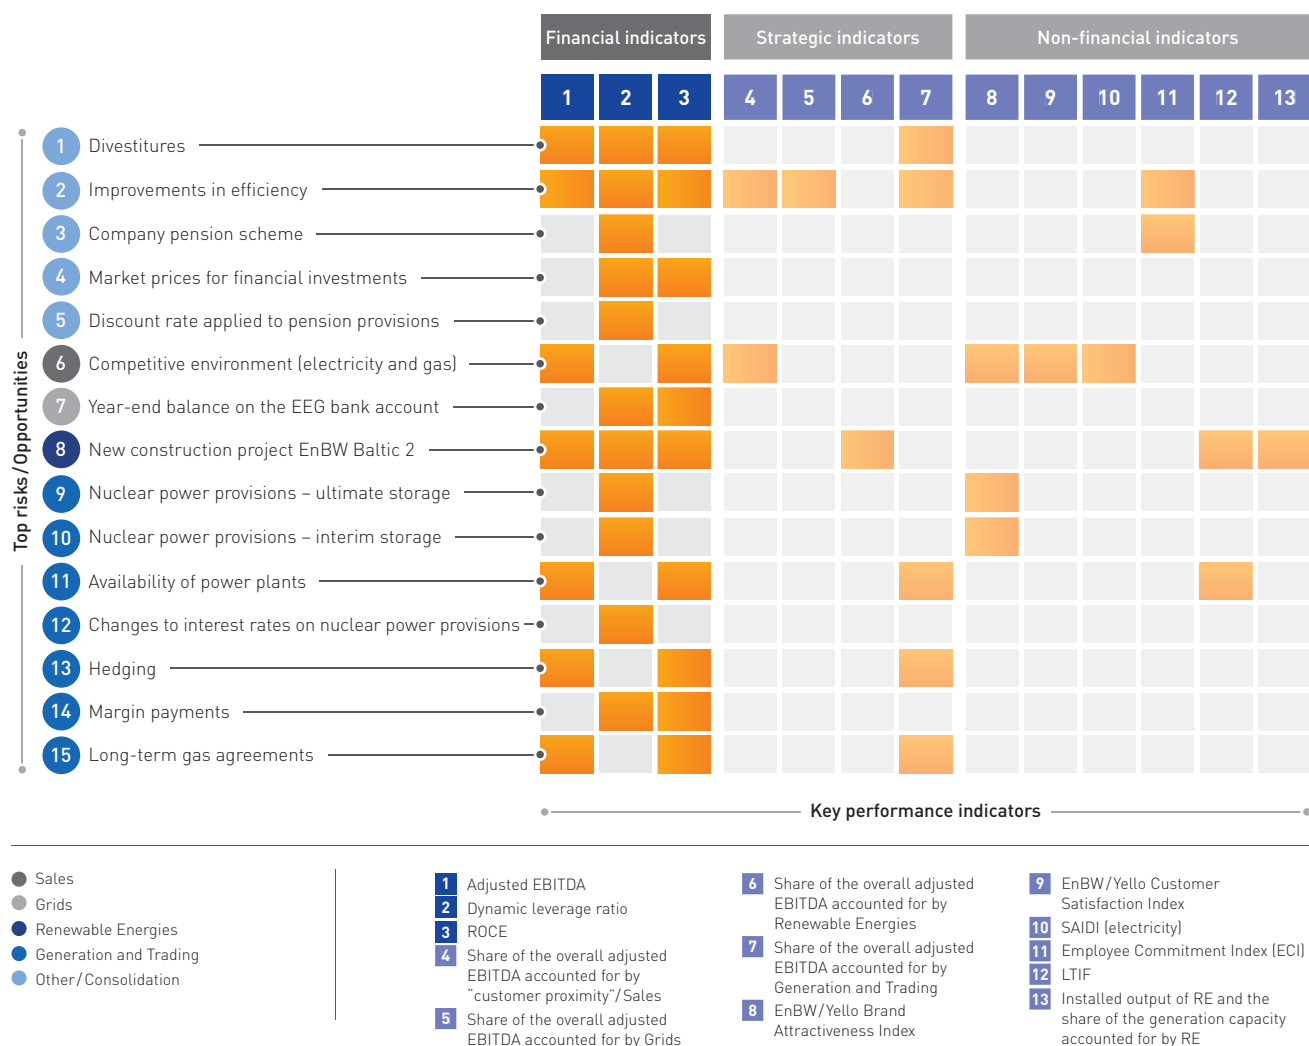 Financial indicators
Strategic indicators
Non-financial indicators
1 2 3 4 5 6 7 8 9 10 11 12 13
Top risks/Opportunities
1 Divestitures
2 Improvements in efficiency
3 Company pension scheme
4 Market prices for financial investments
5 Discount rate applied to pension provisions
6 Competitive environment (electricity and gas)
7 Year-end balance on the EEG bank account
8 New construction project EnBW Baltic 2
9 Nuclear power provisions – ultimate storage
10 Nuclear power provisions – interim storage
11 Availability of power plants
12 Changes to interest rates on nuclear power provisions
13 Hedging
14 Margin payments
15 Long-term gas agreements
Key performance indicators
Sales
Grids
Renewable Energies
Generation and Trading
Other/Consolidation
1 Adjusted EBITDA
2 Dynamic leverage ratio
3 ROCE
4 Share of the overall adjusted
EBITDA accounted for by
"customer proximity"/Sales
5 Share of the overall adjusted
EBITDA accounted for by Grids
6 Share of the overall adjusted
EBITDA accounted for by
Renewable Energies
7 Share of the overall adjusted
EBITDA accounted for by
Generation and Trading
8 EnBW/Yello Brand
Attractiveness Index
9 EnBW/Yello Customer
Satisfaction Index
10 SAIDI (electricity)
11 Employee Commitment Index (ECI)
12 LTIF
13 Installed output of RE and the
share of the generation capacity
accounted for by RE